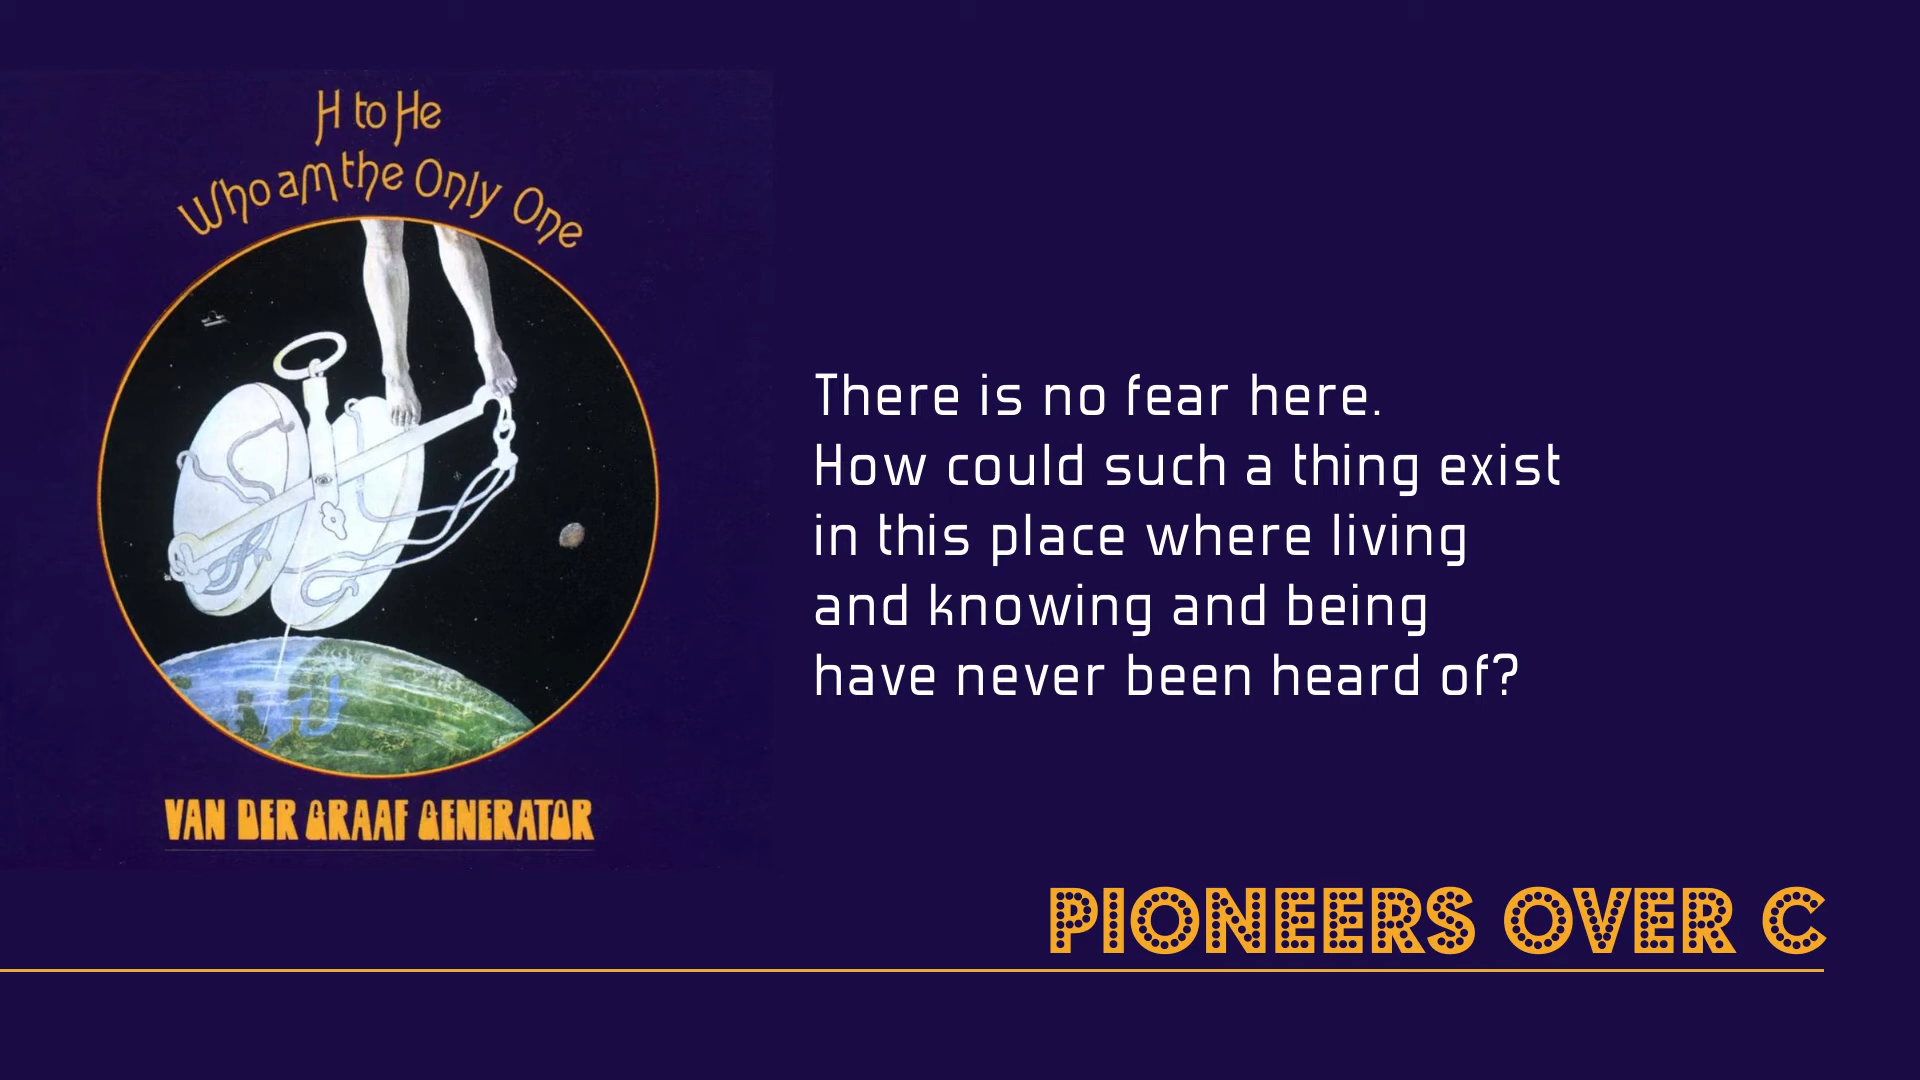 H to He
Who am the Only One
VAN DER GRAAF GENERATOR
There is no fear here.
How could such a thing exist
in this place where living
and knowing and being
have never been heard of?
PIONEERS OVER C